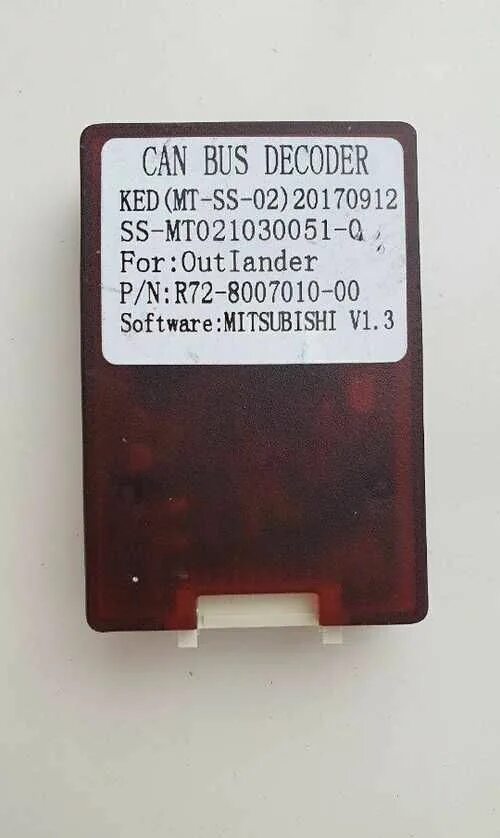 CAN BUS DECODER
KED(MT-SS-02)20170912
SS-MT021030051-Q
For:Outlander
P/N:R72-8007010-00
Software:MITSUBISHI V1.3